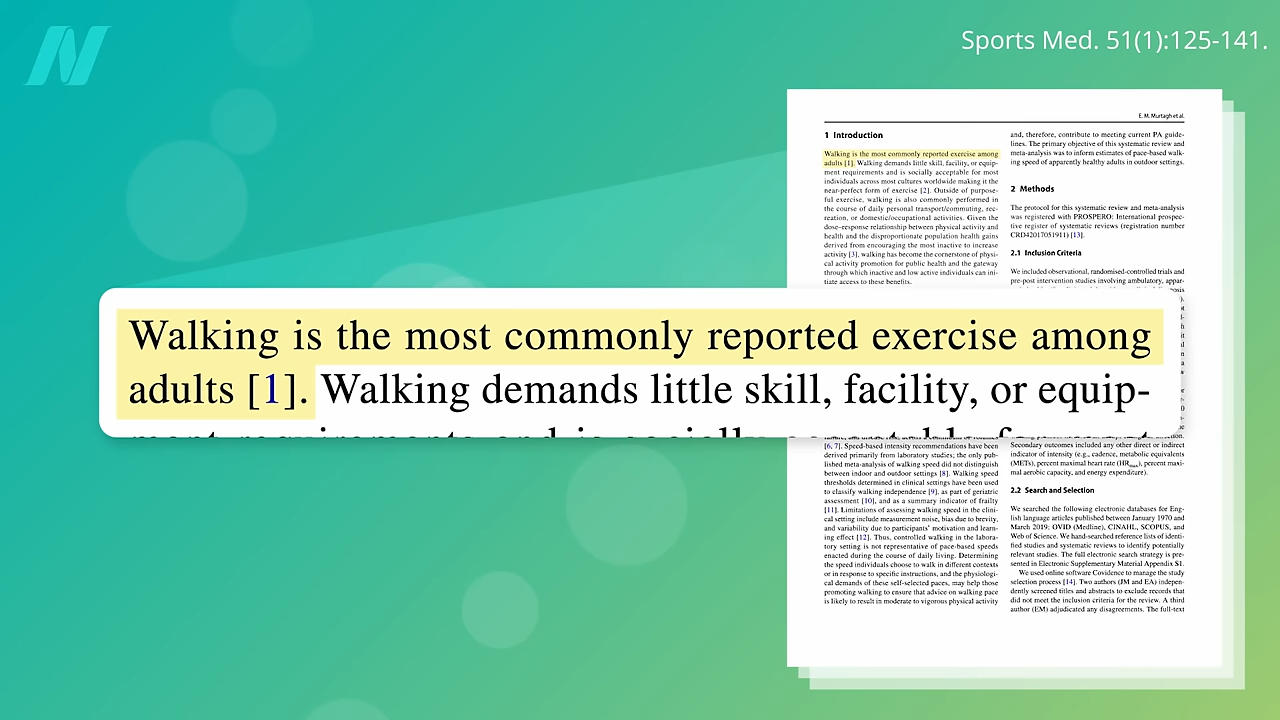 Sports Med. 51(1):125-141.
E. M. Murtagh et al.
1 Introduction
Walking is the most commonly reported exercise among
adults [1]. Walking demands little skill, facility, or equip-
ment requirements and is socially acceptable for most
individuals across most cultures worldwide making it the
near-perfect form of exercise [2]. Outside of purpose-
ful exercise, walking is also commonly performed in
the course of daily personal transport/commuting, rec-
reation, or domestic/occupational activities. Given the
dose–response relationship between physical activity and
health and the disproportionate population health gains
derived from encouraging the most inactive to increase
activity [3], walking has become the cornerstone of physi-
cal activity promotion for public health and the gateway
through which inactive and low active individuals can ini-
tiate access to these benefits.
Walking is the most commonly reported exercise among
adults [1]. Walking demands little skill, facility, or equip-
[6, 7]. Speed-based intensity recommendations have been
derived primarily from laboratory studies; the only pub-
lished meta-analysis of walking speed did not distinguish
between indoor and outdoor settings [8]. Walking speed
thresholds determined in clinical settings have been used
to classify walking independence [9], as part of geriatric
assessment [10], and as a summary indicator of frailty
[11]. Limitations of assessing walking speed in the clini-
cal setting include measurement noise, bias due to brevity,
and variability due to participants' motivation and learn-
ing effect [12]. Thus, controlled walking in the labora-
tory setting is not representative of pace-based speeds
enacted during the course of daily living. Determining
the speed individuals choose to walk in different contexts
or in response to specific instructions, and the physiologi-
cal demands of these self-selected paces, may help those
promoting walking to ensure that advice on walking pace
is likely to result in moderate to vigorous physical activity
and, therefore, contribute to meeting current PA guide-
lines. The primary objective of this systematic review and
meta-analysis was to inform estimates of pace-based walk-
ing speed of apparently healthy adults in outdoor settings.
2 Methods
The protocol for this systematic review and meta-analysis
was registered with PROSPERO: International prospec-
tive register of systematic reviews (registration number
CRD42017051911) [13].
2.1 Inclusion Criteria
We included observational, randomised-controlled trials and
pre-post intervention studies involving ambulatory, appar-
Secondary outcomes included any other direct or indirect
indicator of intensity (e.g., cadence, metabolic equivalents
(METs), percent maximal heart rate (HRmax), percent maxi-
mal aerobic capacity, and energy expenditure).
2.2 Search and Selection
We searched the following electronic databases for Eng-
lish language articles published between January 1970 and
March 2019: OVID (Medline), CINAHL, SCOPUS, and
Web of Science. We hand-searched reference lists of identi-
fied studies and systematic reviews to identify potentially
relevant studies. The full electronic search strategy is pre-
sented in Electronic Supplementary Material Appendix S1.
We used online software Covidence to manage the study
selection process [14]. Two authors (JM and EA) indepen-
dently screened titles and abstracts to exclude records that
did not meet the inclusion criteria for the review. A third
author (EM) adjudicated any disagreements. The full-text